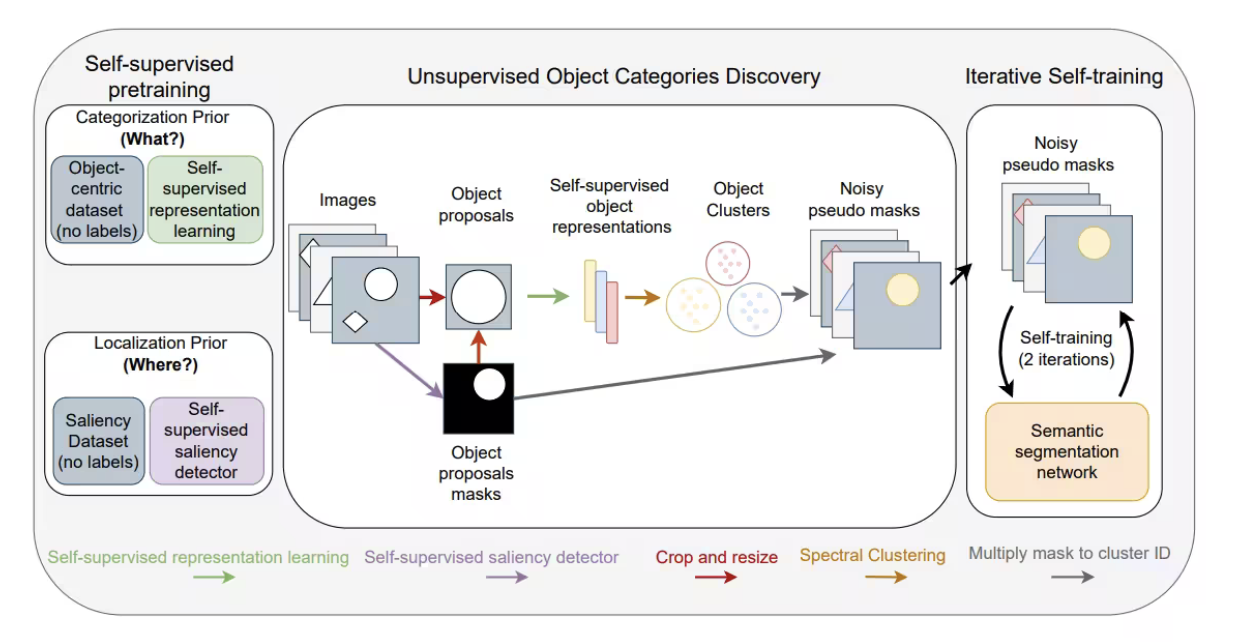 Self-supervised
pretraining
Categorization Prior
(What?)
Object-
centric
dataset
(no labels)
Self-
supervised
representation
learning
Localization Prior
(Where?)
Saliency
Dataset
(no labels)
Self-
supervised
saliency
detector
Unsupervised Object Categories Discovery
Images
Object
proposals
Self-supervised
object
representations
Object
Clusters
Noisy
pseudo masks
Object
proposals
masks
Iterative Self-training
Noisy
pseudo masks
Self-training
(2 iterations)
Semantic
segmentation
network
Self-supervised representation learning
Self-supervised saliency detector
Crop and resize
Spectral Clustering
Multiply mask to cluster ID